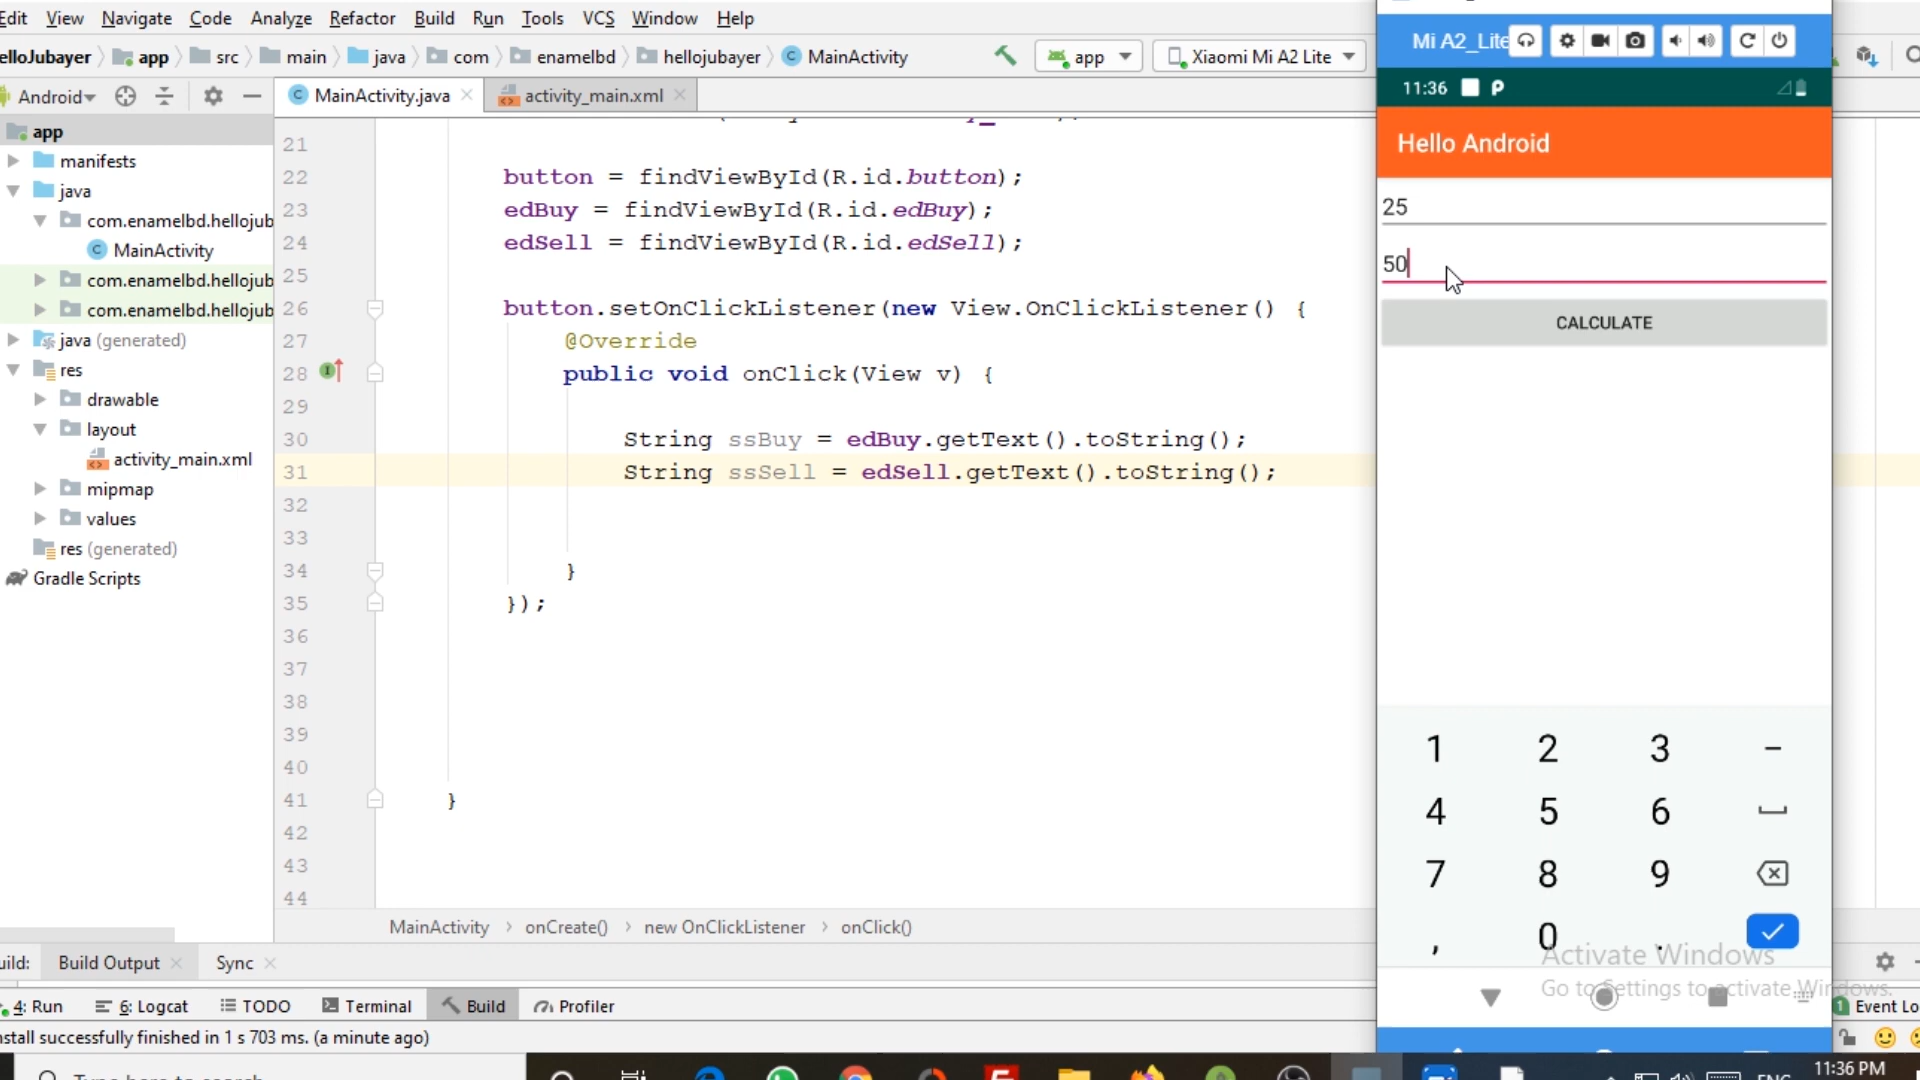 Edit View Navigate Code Analyze Refactor Build Run Tools VCS Window Help
elloJubayer app src main java com enamelbd hellojubayer MainActivity app Xiaomi Mi A2 Lite
Android MainActivity.java activity_main.xml
app
manifests
java
com.enamelbd.hellojub
MainActivity
com.enamelbd.hellojub
com.enamelbd.hellojub
java (generated)
res
drawable
layout
activity_main.xml
mipmap
values
res (generated)
Gradle Scripts
21
22 button = findViewById(R.id.button);
23 edBuy = findViewById(R.id.edBuy);
24 edSell = findViewById(R.id.edSell);
25
26 button.setOnClickListener(new View.OnClickListener() {
27 @Override
28 public void onClick(View v) {
29
30 String ssBuy = edBuy.getText().toString();
31 String ssSell = edSell.getText().toString();
32
33
34 }
35 });
36
37
38
39
40
41 }
42
43
44
MainActivity › onCreate() › new OnClickListener › onClick()
Mi A2_Lite
11:36 P
Hello Android
25
50
CALCULATE
1 2 3 -
4 5 6
7 8 9
, 0 .
Activate Windows
Go to Settings to activate Windows.
uild: Build Output Sync
4: Run 6: Logcat TODO Terminal Build Profiler 1 Event Lo
nstall successfully finished in 1 s 703 ms. (a minute ago)
Type here to search
ENG 11:36 PM